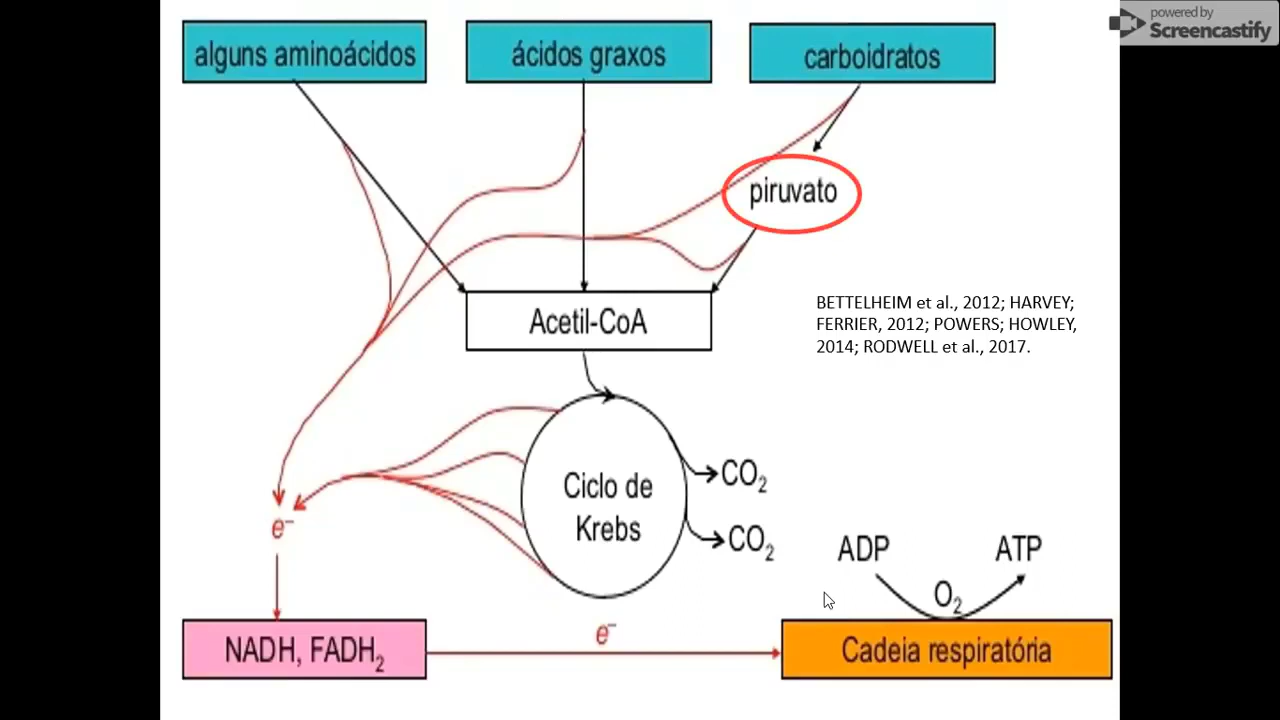 powered by
Screencastify
alguns aminoácidos
ácidos graxos
carboidratos
piruvato
BETTELHEIM et al., 2012; HARVEY;
FERRIER, 2012; POWERS; HOWLEY,
2014; RODWELL et al., 2017.
Acetil-CoA
Ciclo de
Krebs
CO₂
CO₂
e⁻
ADP
ATP
O₂
NADH, FADH₂
e⁻
Cadeia respiratória